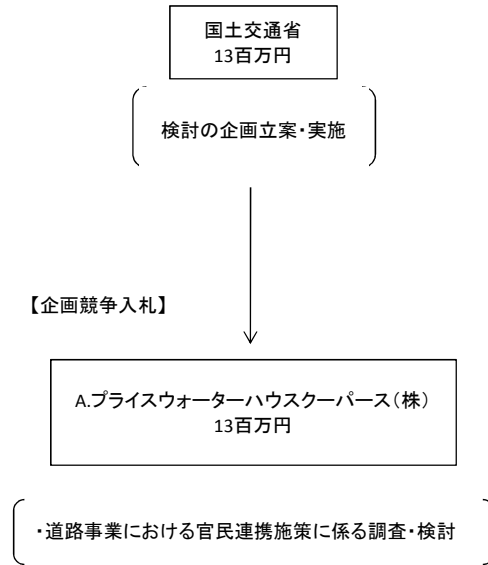 国土交通省
13百万円
検討の企画立案・実施
【企画競争入札】
A.プライスウォーターハウスクーパース(株)
13百万円
・道路事業における官民連携施策に係る調査・検討